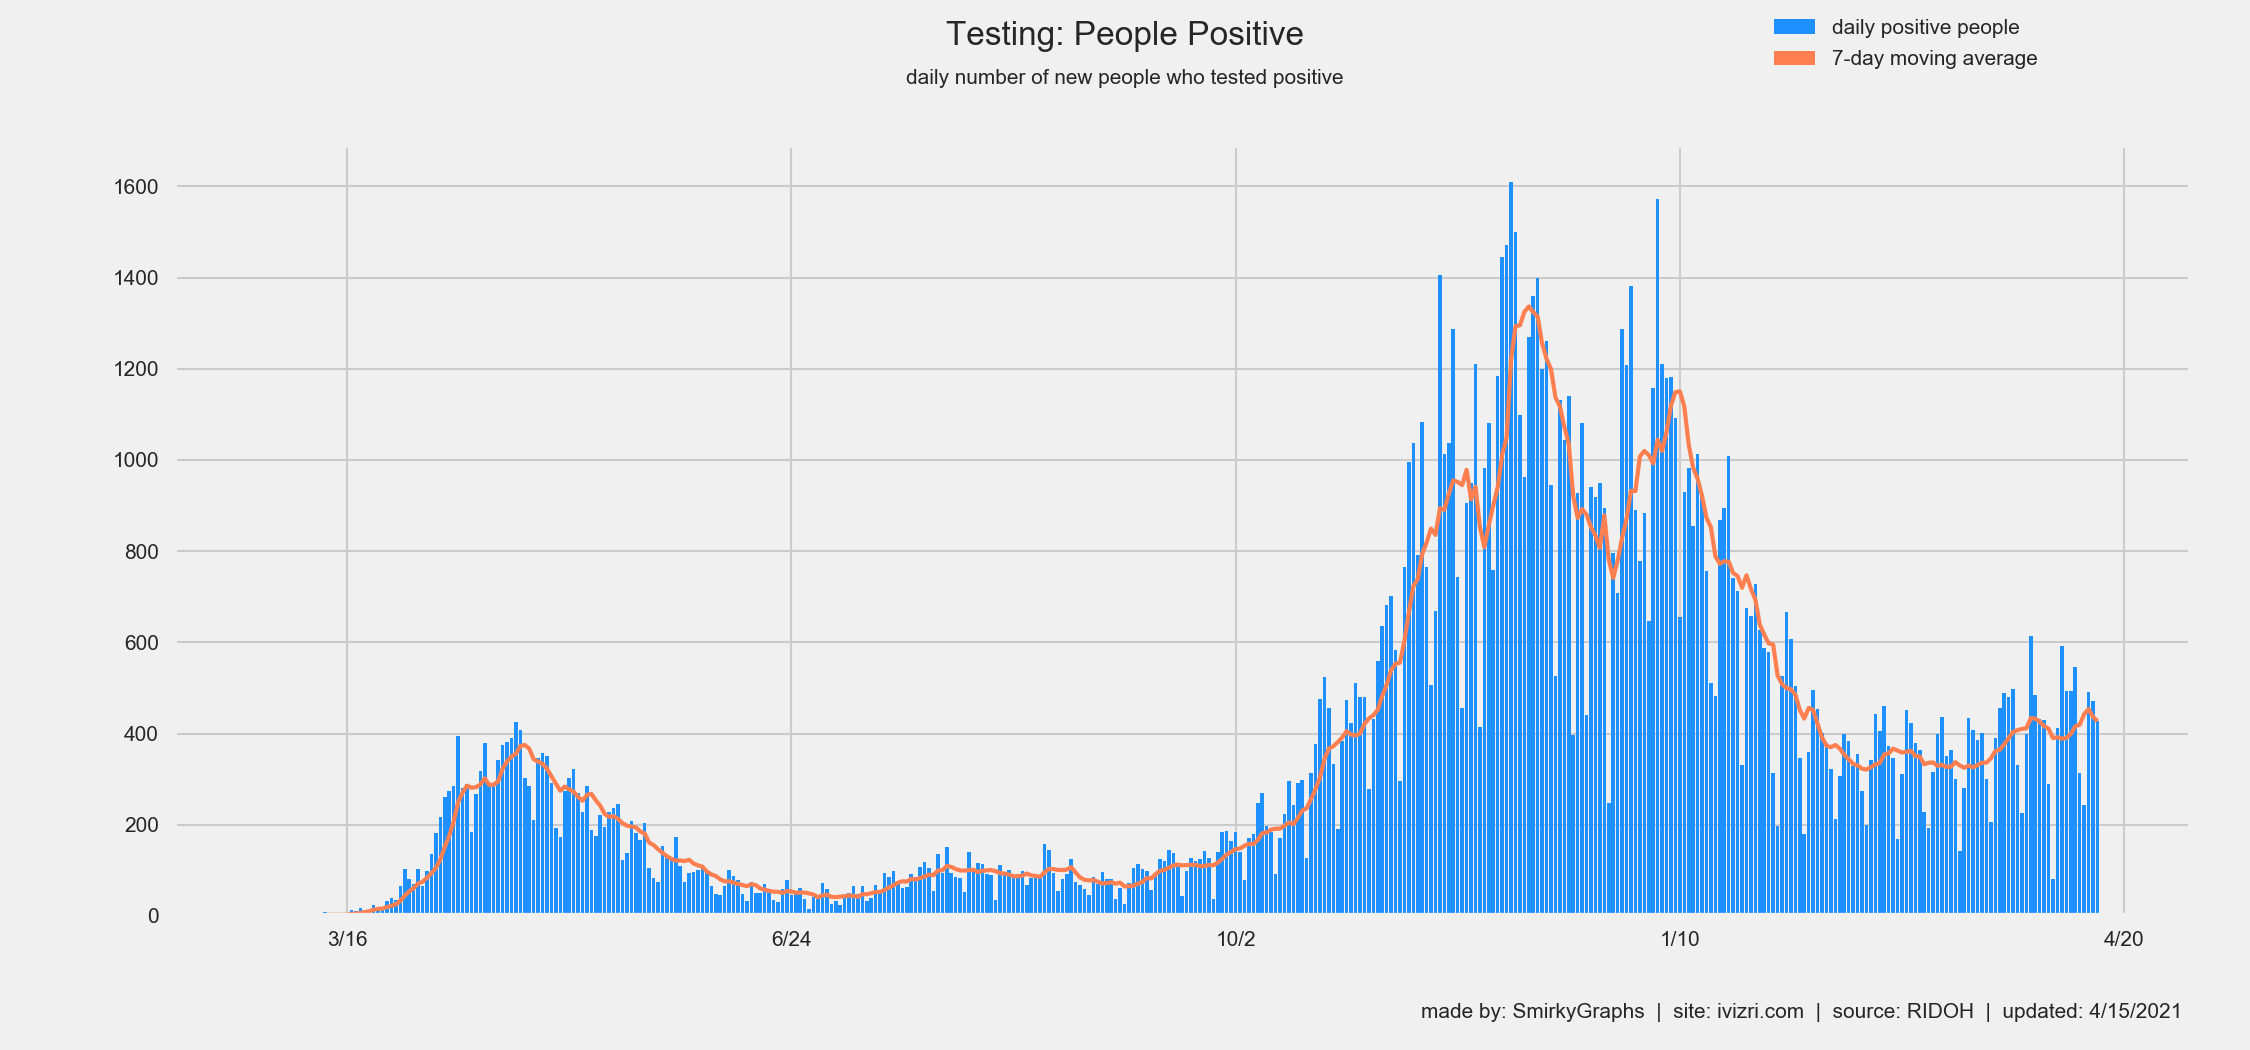 Testing: People Positive
daily number of new people who tested positive
daily positive people
7-day moving average
1600
1400
1200
1000
800
600
400
200
0
3/16 6/24 10/2 1/10 4/20
made by: SmirkyGraphs | site: ivizri.com | source: RIDOH | updated: 4/15/2021